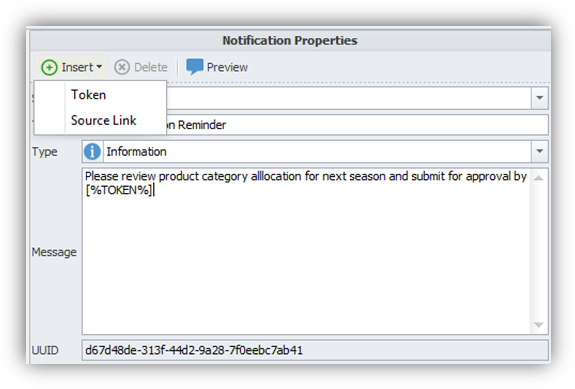 Notification Properties
Insert Delete Preview
Token
Source Link
on Reminder
Type Information
Please review product category alllocation for next season and submit for approval by
[%TOKEN%]
Message
UUID d67d48de-313f-44d2-9a28-7f0eebc7ab41